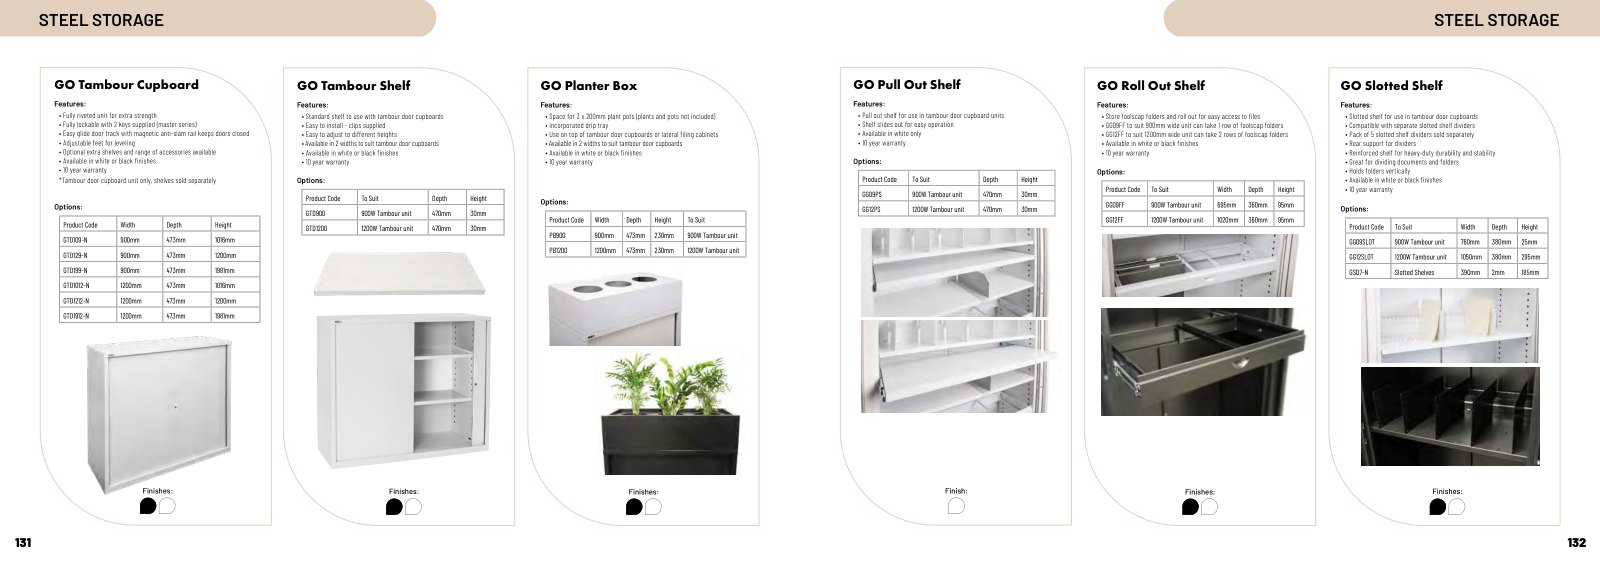 STEEL STORAGE
STEEL STORAGE
GO Tambour Cupboard
Features:
• Fully riveted unit for extra strength
• Fully lockable with 2 keys supplied (master series)
• Easy glide door track with magnetic anti-slam rail keeps doors closed
• Adjustable feet for leveling
• Optional extra shelves and range of accessories available
• Available in white or black finishes
• 10 year warranty
*Tambour door cupboard unit only, shelves sold separately
Options:
Product Code Width Depth Height
GTD109-N 900mm 473mm 1016mm
GTD129-N 900mm 473mm 1200mm
GTD199-N 900mm 473mm 1981mm
GTD1012-N 1200mm 473mm 1016mm
GTD1212-N 1200mm 473mm 1200mm
GTD1912-N 1200mm 473mm 1981mm
Finishes:
GO Tambour Shelf
Features:
• Standard shelf to use with tambour door cupboards
• Easy to install - clips supplied
• Easy to adjust to different heights
•Available in 2 widths to suit tambour door cupboards
• Available in white or black finishes
• 10 year warranty
Options:
Product Code To Suit Depth Height
GTD900 900W Tambour unit 470mm 30mm
GTD1200 1200W Tambour unit 470mm 30mm
Finishes:
GO Planter Box
Features:
• Space for 3 x 200mm plant pots (plants and pots not included)
• Incorporated drip tray
• Use on top of tambour door cupboards or lateral filing cabinets
•Available in 2 widths to suit tambour door cupboards
• Available in white or black finishes
• 10 year warranty
Options:
Product Code Width Depth Height To Suit
PB900 900mm 473mm 230mm 900W Tambour unit
PB1200 1200mm 473mm 230mm 1200W Tambour unit
Finishes:
GO Pull Out Shelf
Features:
• Pull out shelf for use in tambour door cupboard units
• Shelf slides out for easy operation
• Available in white only
• 10 year warranty
Options:
Product Code To Suit Depth Height
GG09PS 900W Tambour unit 470mm 30mm
GG12PS 1200W Tambour unit 470mm 30mm
Finish:
GO Roll Out Shelf
Features:
• Store foolscap folders and roll out for easy access to files
• GG09FF to suit 900mm wide unit can take 1 row of foolscap folders
• GG12FF to suit 1200mm wide unit can take 2 rows of foolscap folders
• Available in white or black finishes
• 10 year warranty
Options:
Product Code To Suit Width Depth Height
GG09FF 900W Tambour unit 695mm 360mm 95mm
GG12FF 1200W Tambour unit 1020mm 360mm 95mm
Finishes:
GO Slotted Shelf
Features:
• Slotted shelf for use in tambour door cupboards
• Compatible with separate slotted shelf dividers
• Pack of 5 slotted shelf dividers sold separately
• Rear support for dividers
• Reinforced shelf for heavy-duty durability and stability
• Great for dividing documents and folders
• Holds folders vertically
• Available in white or black finishes
• 10 year warranty
Options:
Product Code To Suit Width Depth Height
GG09SLOT 900W Tambour unit 760mm 380mm 25mm
GG12SLOT 1200W Tambour unit 1050mm 380mm 295mm
GSD7-N Slotted Shelves 390mm 2mm 185mm
Finishes:
131
132